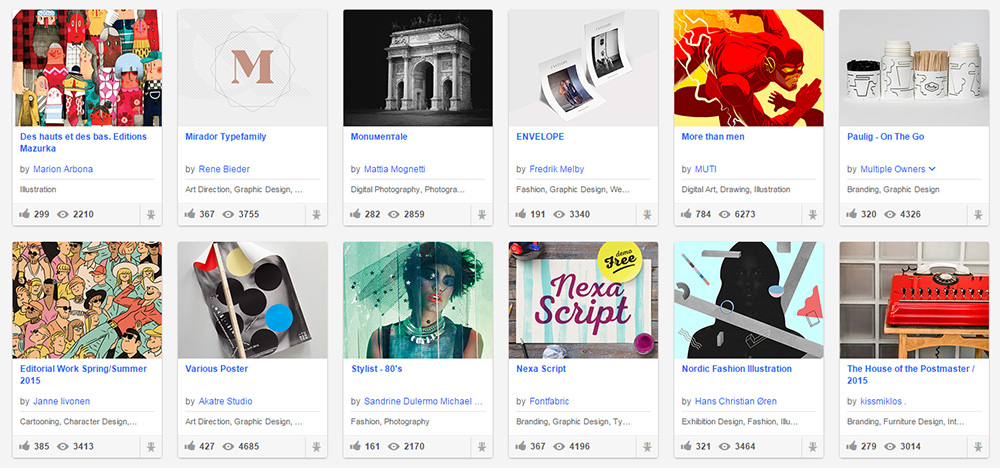 M
Des hauts et des bas. Editions
Mazurka
by Marion Arbona
Illustration
299 2210
Mirador Typefamily
by Rene Bieder
Art Direction, Graphic Design, ...
367 3755
Monuмentale
by Mattia Mognetti
Digital Photography, Photogra...
282 2859
ENVELOPE
by Fredrik Melby
Fashion, Graphic Design, We...
191 3340
More than men
by MUTI
Digital Art, Drawing, Illustration
784 6273
Paulig - On The Go
by Multiple Owners
Branding, Graphic Design
320 4326
Editorial Work Spring/Summer
2015
by Janne Iivonen
Cartooning, Character Design,...
385 3413
Various Poster
by Akatre Studio
Art Direction, Graphic Design, ...
427 4685
Stylist - 80's
by Sandrine Dulermo Michael ...
Fashion, Photography
161 2170
demo
Free
Nexa
Script
Nexa Script
by Fontfabric
Branding, Graphic Design, Ty...
367 4196
Nordic Fashion Illustration
by Hans Christian Øren
Exhibition Design, Fashion, Illu...
321 3464
The House of the Postmaster /
2015
by kissmiklos .
Branding, Furniture Design, Int...
279 3014